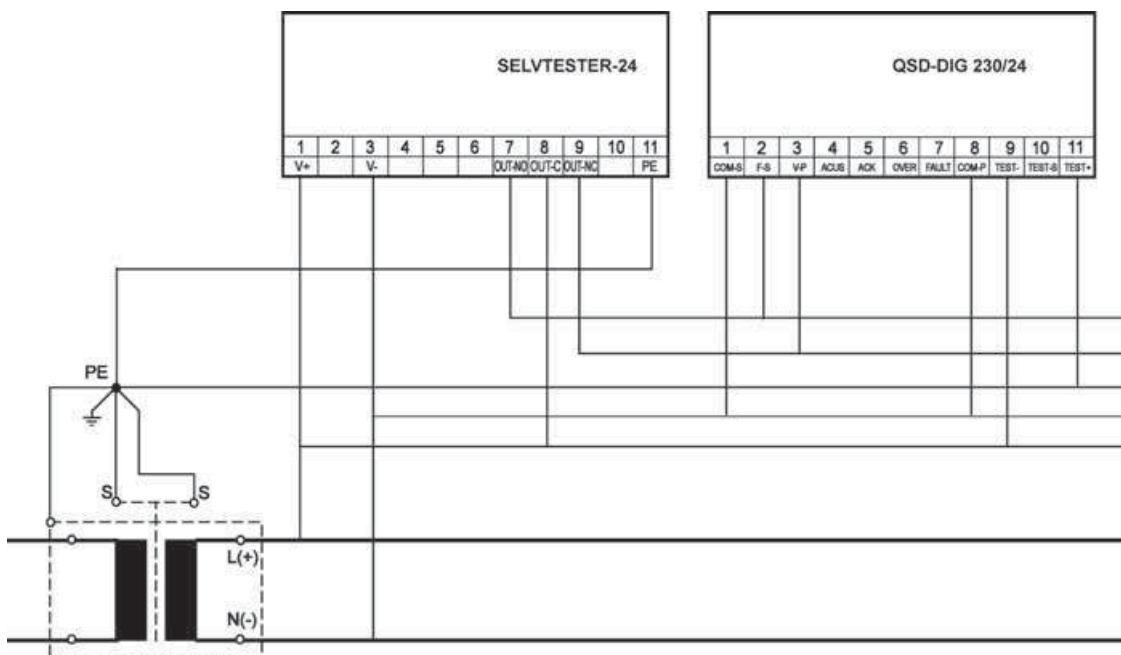 SELVTESTER-24
QSD-DIG 230/24
1 2 3 4 5 6 7 8 9 10 11
V+ V- OUT-NO OUT-C OUT-NC PE
1 2 3 4 5 6 7 8 9 10 11
COM-S F-S V-P ACUS ACK OVER FAULT COM-P TEST- TEST-S TEST+
PE
S S
L(+)
N(-)